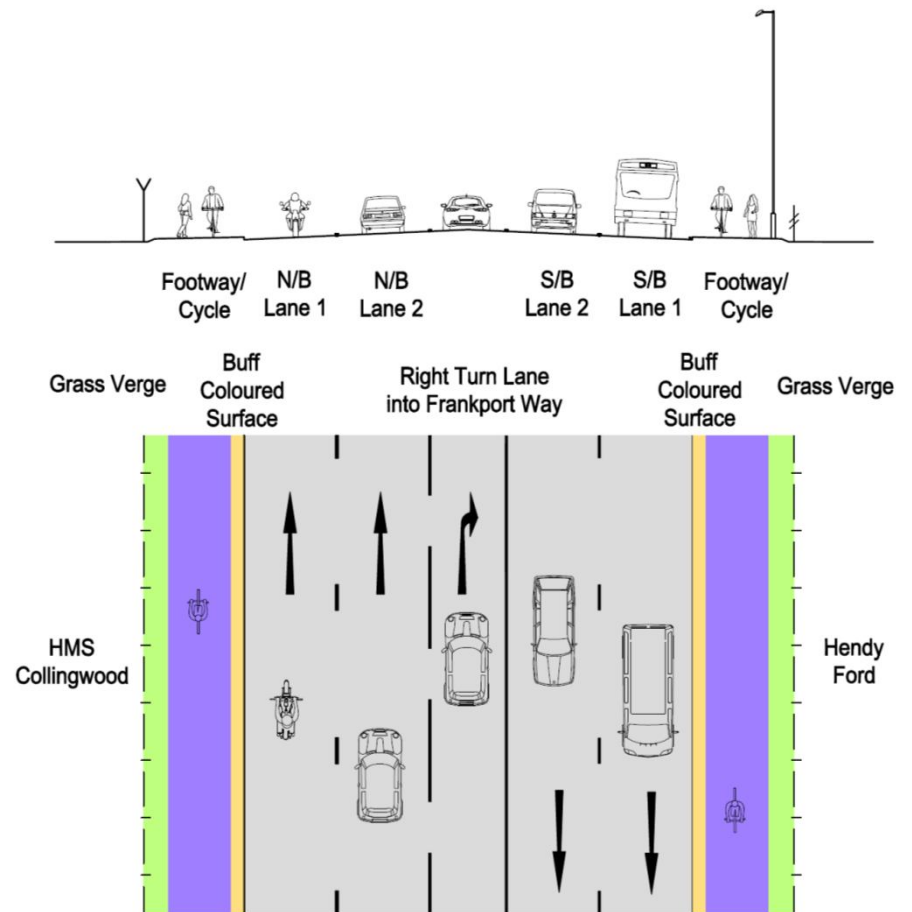 Footway/
Cycle
N/B
Lane 1
N/B
Lane 2
S/B
Lane 2
S/B
Lane 1
Footway/
Cycle
Grass Verge
Buff
Coloured
Surface
Right Turn Lane
into Frankport Way
Buff
Coloured
Surface
Grass Verge
HMS
Collingwood
Hendy
Ford